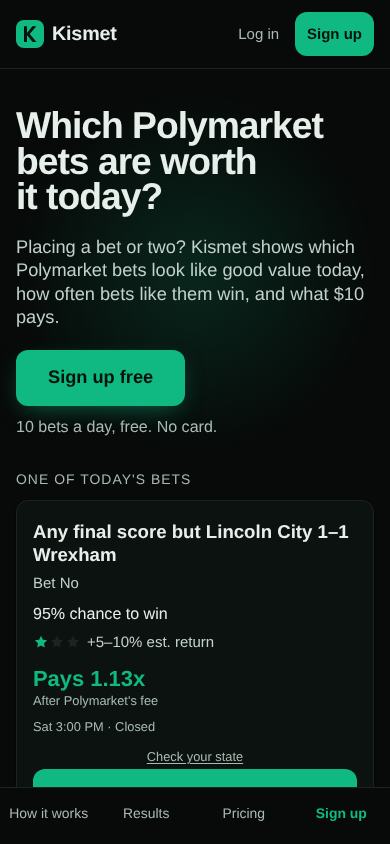 K Kismet
Log in
Sign up
Which Polymarket
bets are worth
it today?
Placing a bet or two? Kismet shows which
Polymarket bets look like good value today,
how often bets like them win, and what $10
pays.
Sign up free
10 bets a day, free. No card.
ONE OF TODAY'S BETS
Any final score but Lincoln City 1–1
Wrexham
Bet No
95% chance to win
+5–10% est. return
Pays 1.13x
After Polymarket's fee
Sat 3:00 PM · Closed
Check your state
How it works
Results
Pricing
Sign up